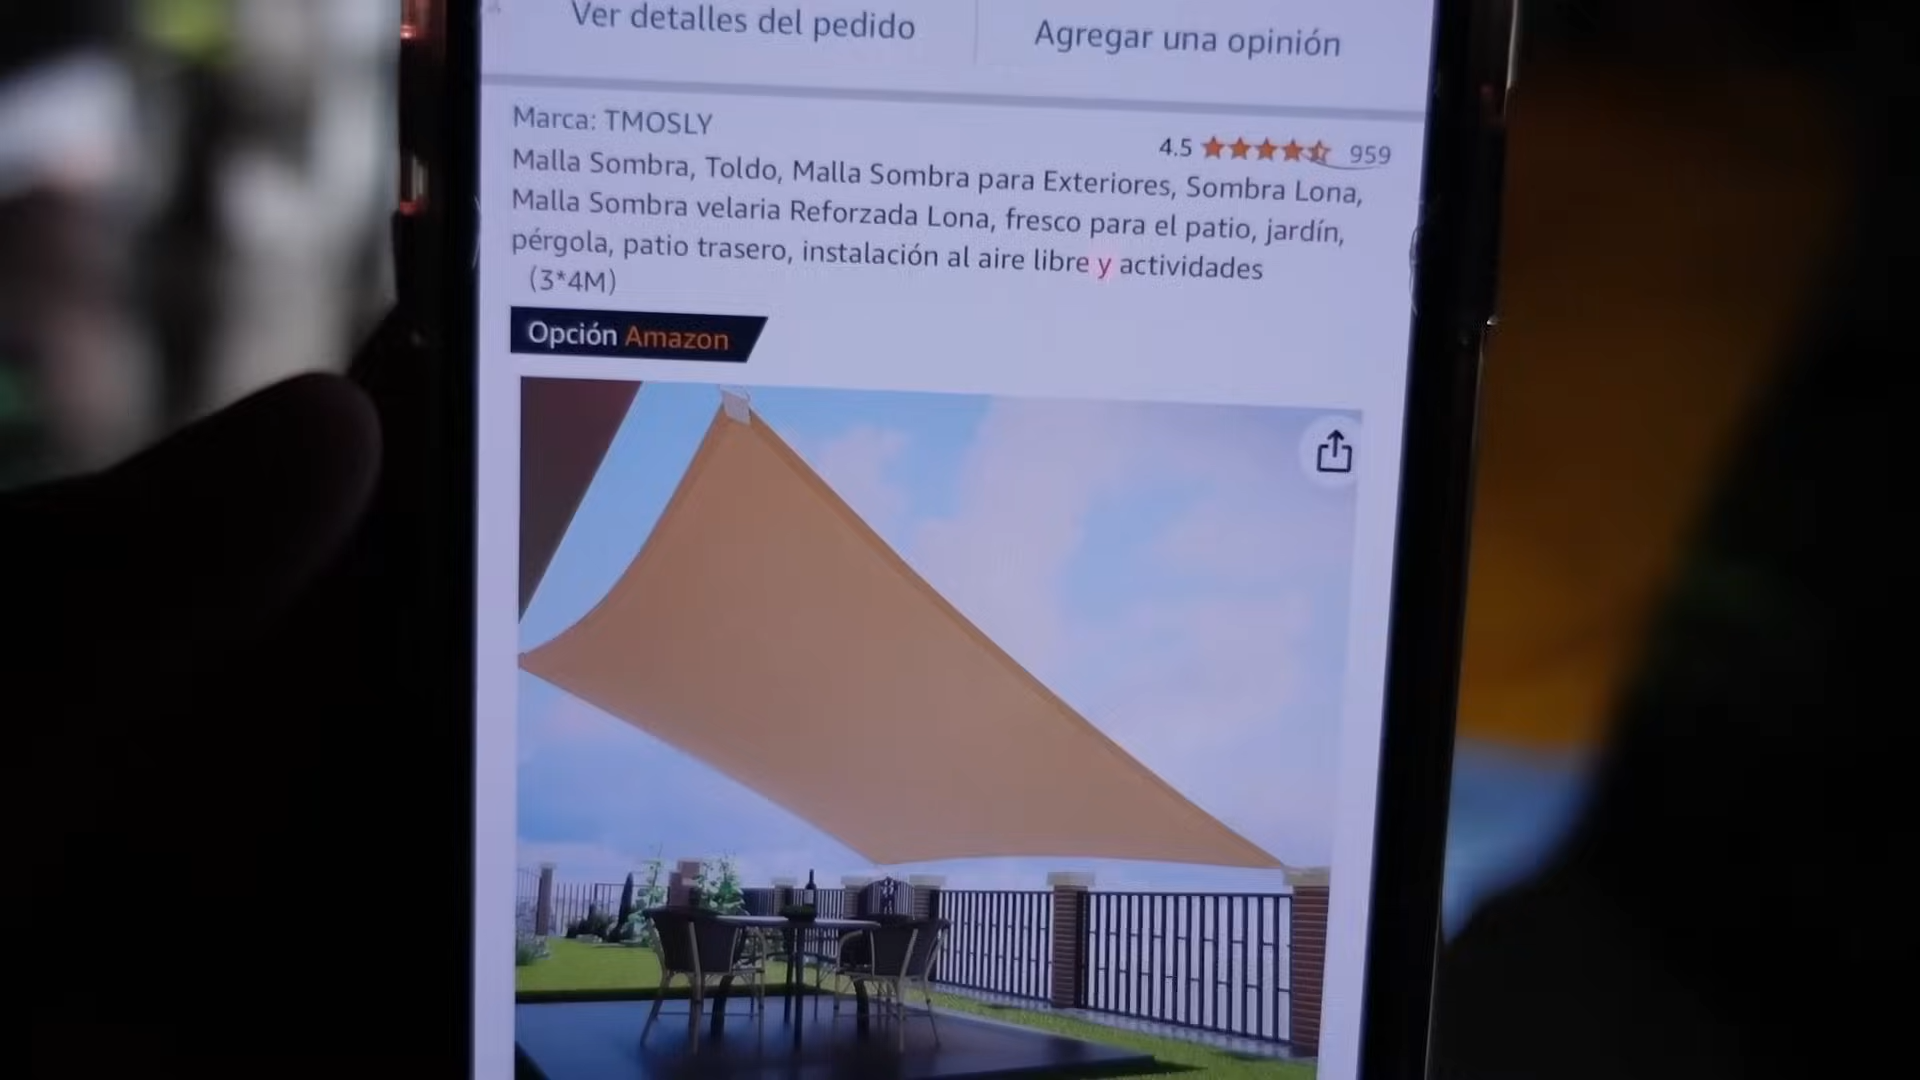 Ver detalles del pedido
Agregar una opinión
Marca: TMOSLY
4.5 959
Malla Sombra, Toldo, Malla Sombra para Exteriores, Sombra Lona,
Malla Sombra velaria Reforzada Lona, fresco para el patio, jardín,
pérgola, patio trasero, instalación al aire libre y actividades
(3*4M)
Opción Amazon